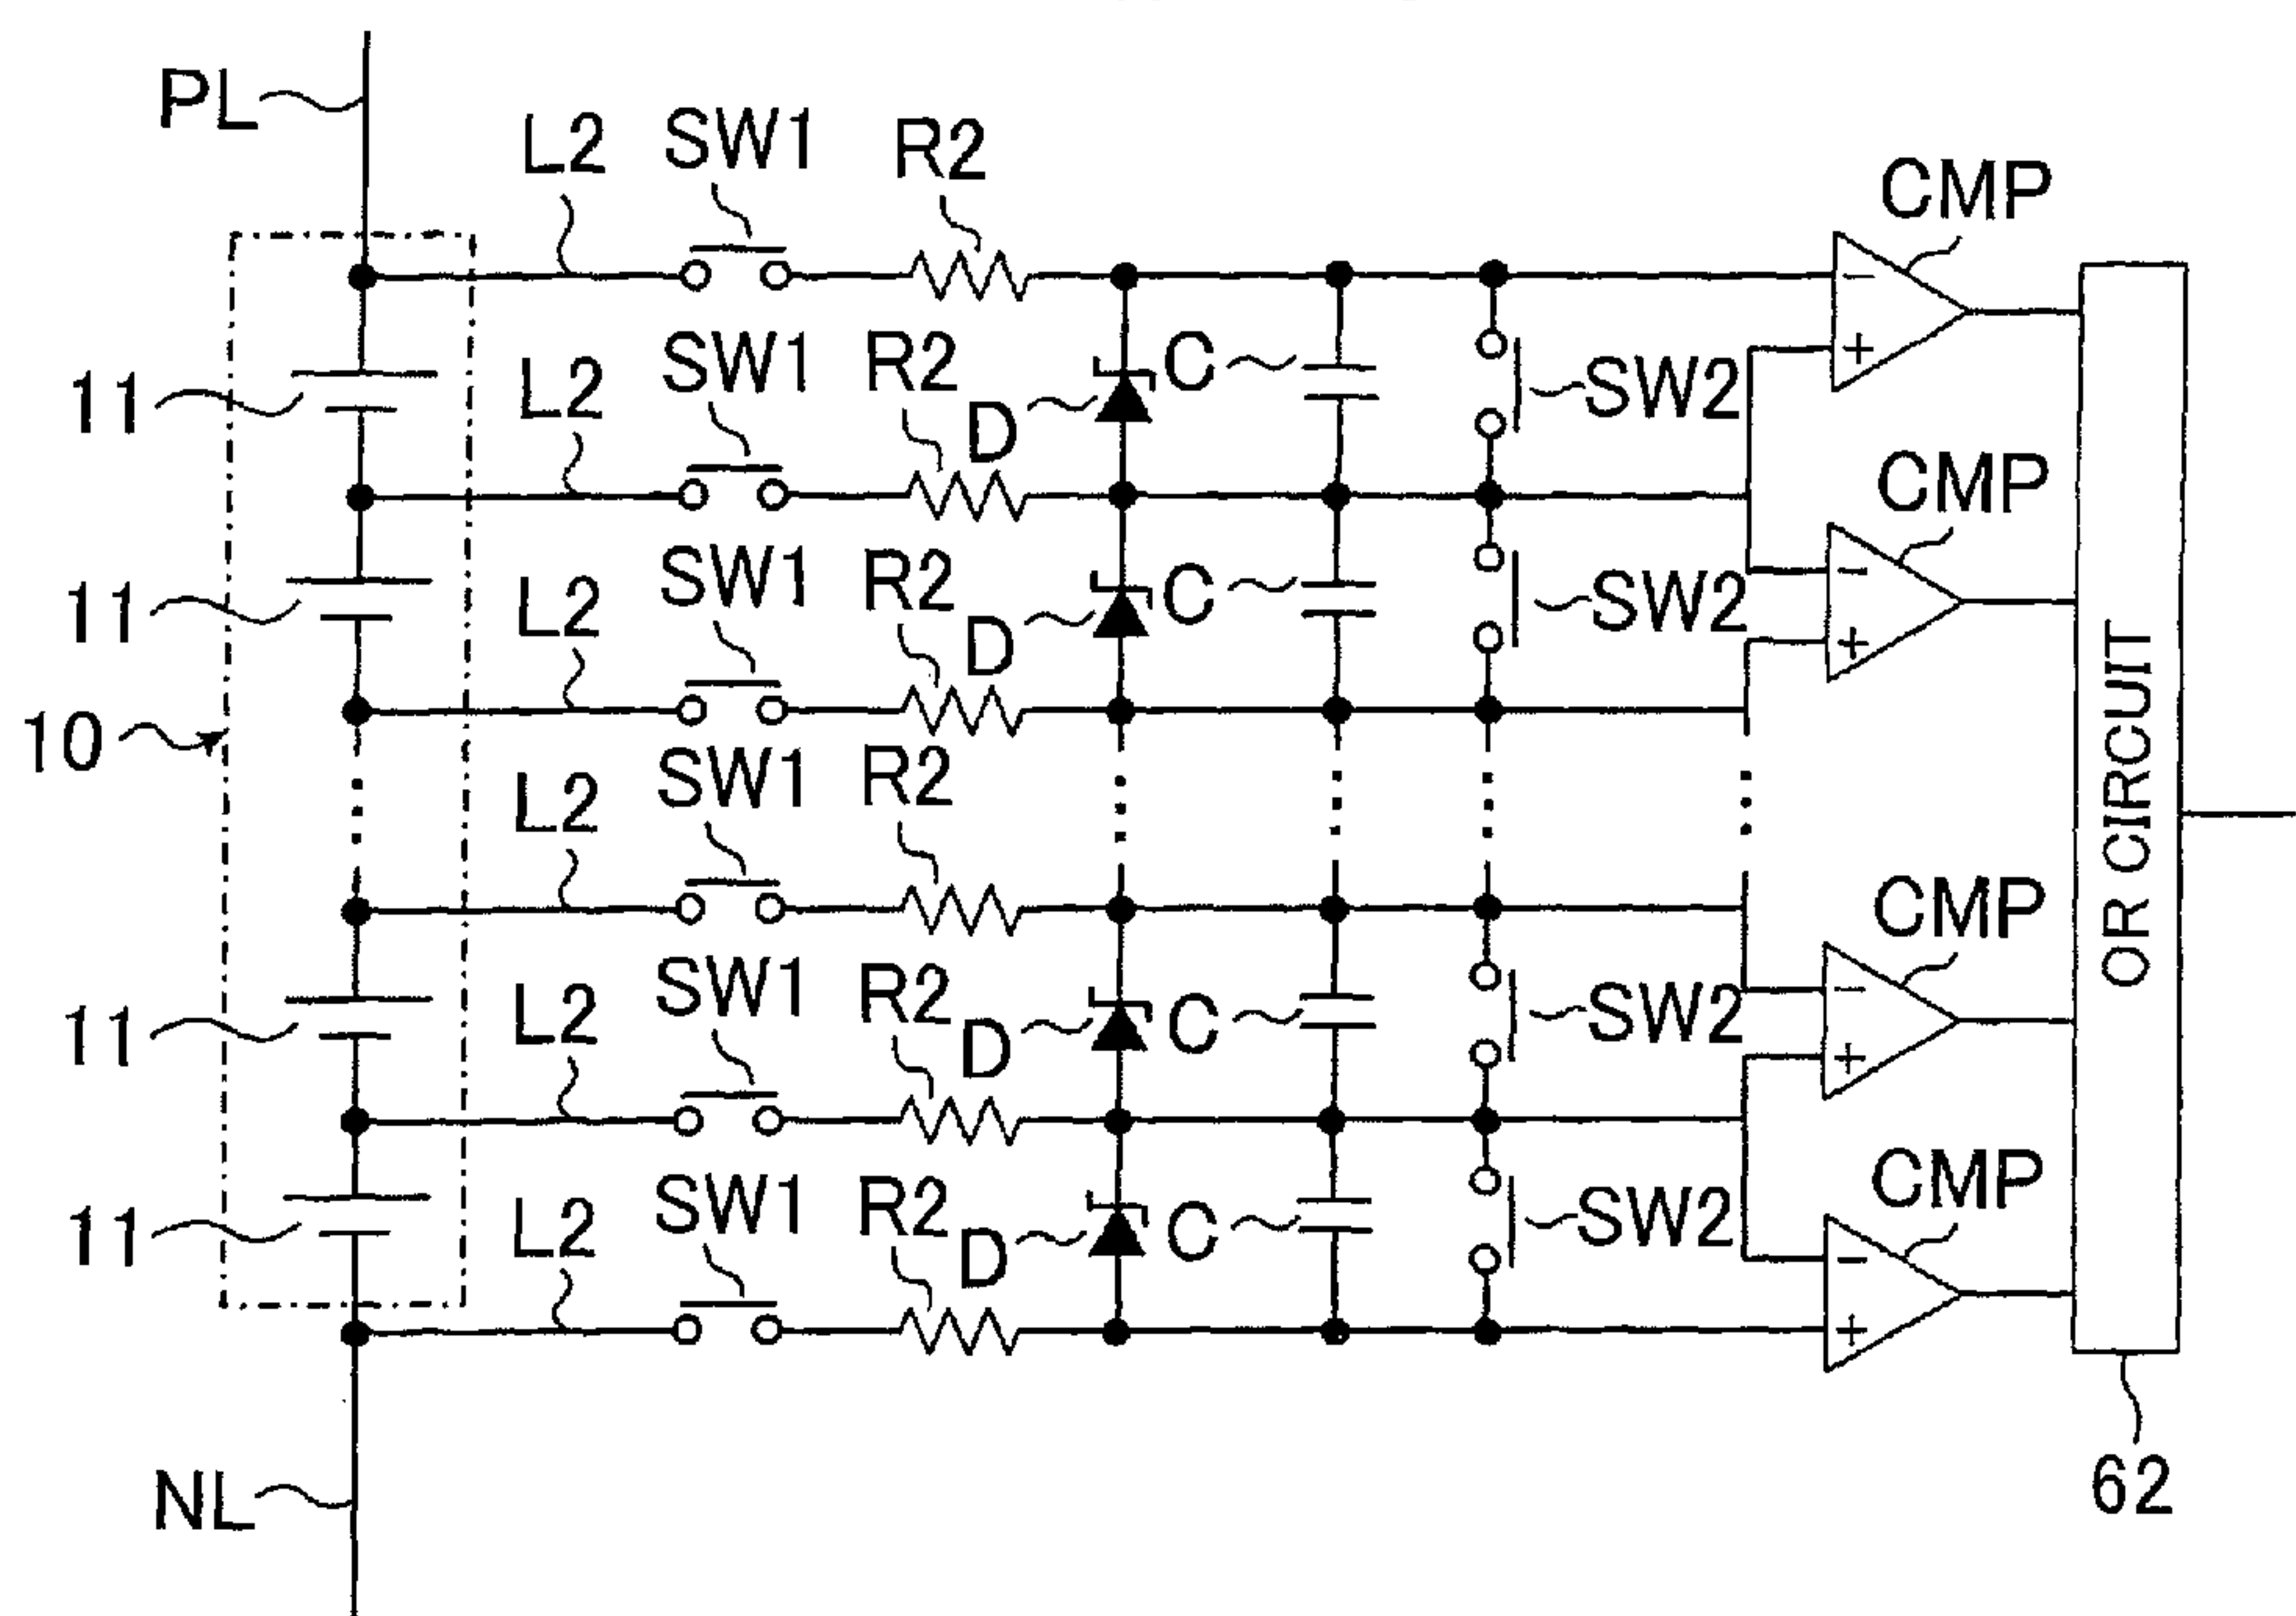 PL
L2 SW1 R2 CMP
11 L2 SW1 R2 D C SW2
−
+
CMP
11 L2 SW1 R2 D C SW2
−
+
10
L2 SW1 R2
OR CIRCUIT
CMP
11 L2 SW1 R2 D C SW2
−
+
CMP
11 L2 SW1 R2 D C SW2
−
+
NL
62